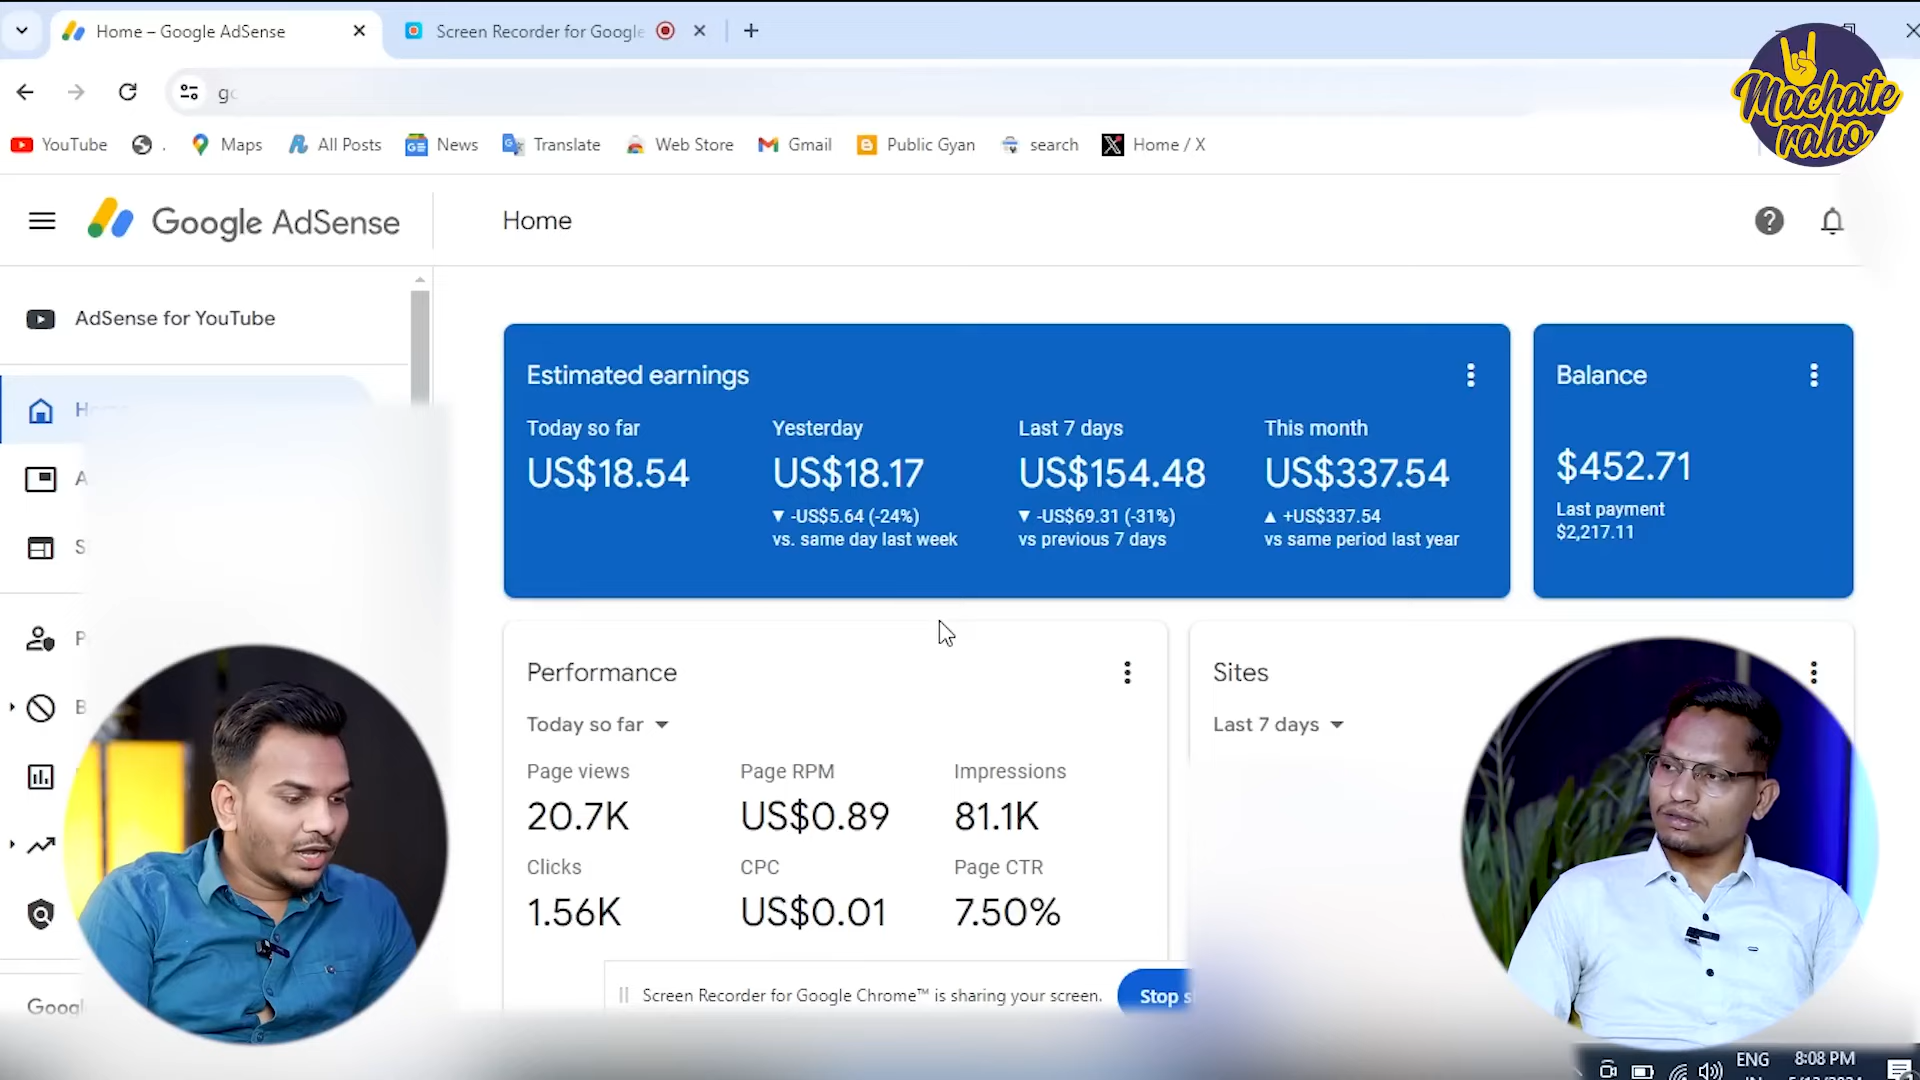 Home – Google AdSense
Screen Recorder for Google
Machate
raho
YouTube
Maps
All Posts
News
Translate
Web Store
Gmail
Public Gyan
search
Home / X
Google AdSense
Home
AdSense for YouTube
Estimated earnings
Today so far
US$18.54
Yesterday
US$18.17
▼ -US$5.64 (-24%)
vs. same day last week
Last 7 days
US$154.48
▼ -US$69.31 (-31%)
vs previous 7 days
This month
US$337.54
▲ +US$337.54
vs same period last year
Balance
$452.71
Last payment
$2,217.11
Performance
Today so far
Page views
20.7K
Page RPM
US$0.89
Impressions
81.1K
Clicks
1.56K
CPC
US$0.01
Page CTR
7.50%
Sites
Last 7 days
Screen Recorder for Google Chrome™ is sharing your screen.
Stop
ENG
8:08 PM